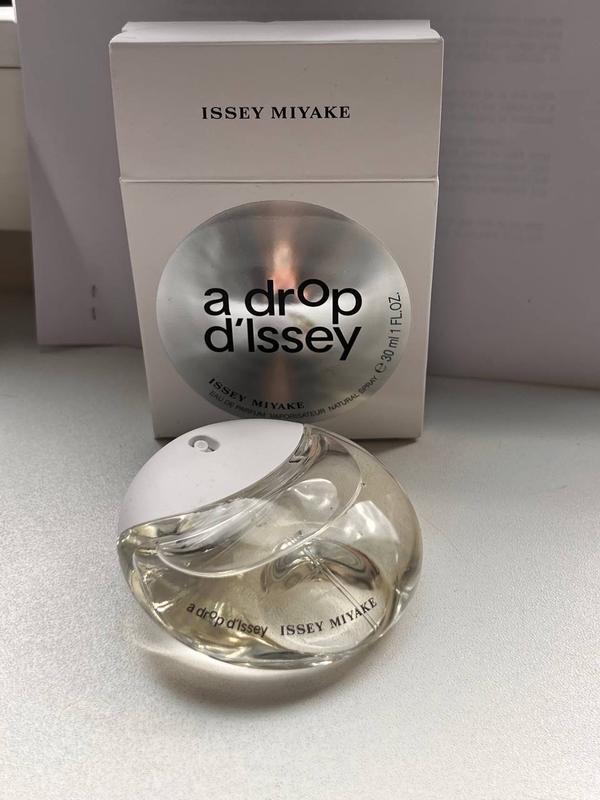 ISSEY MIYAKE
a drop
d'Issey
ISSEY MIYAKE
EAU DE PARFUM VAPORISATEUR NATURAL SPRAY ℮ 30 ml 1 FL.OZ.
a drop d'Issey ISSEY MIYAKE